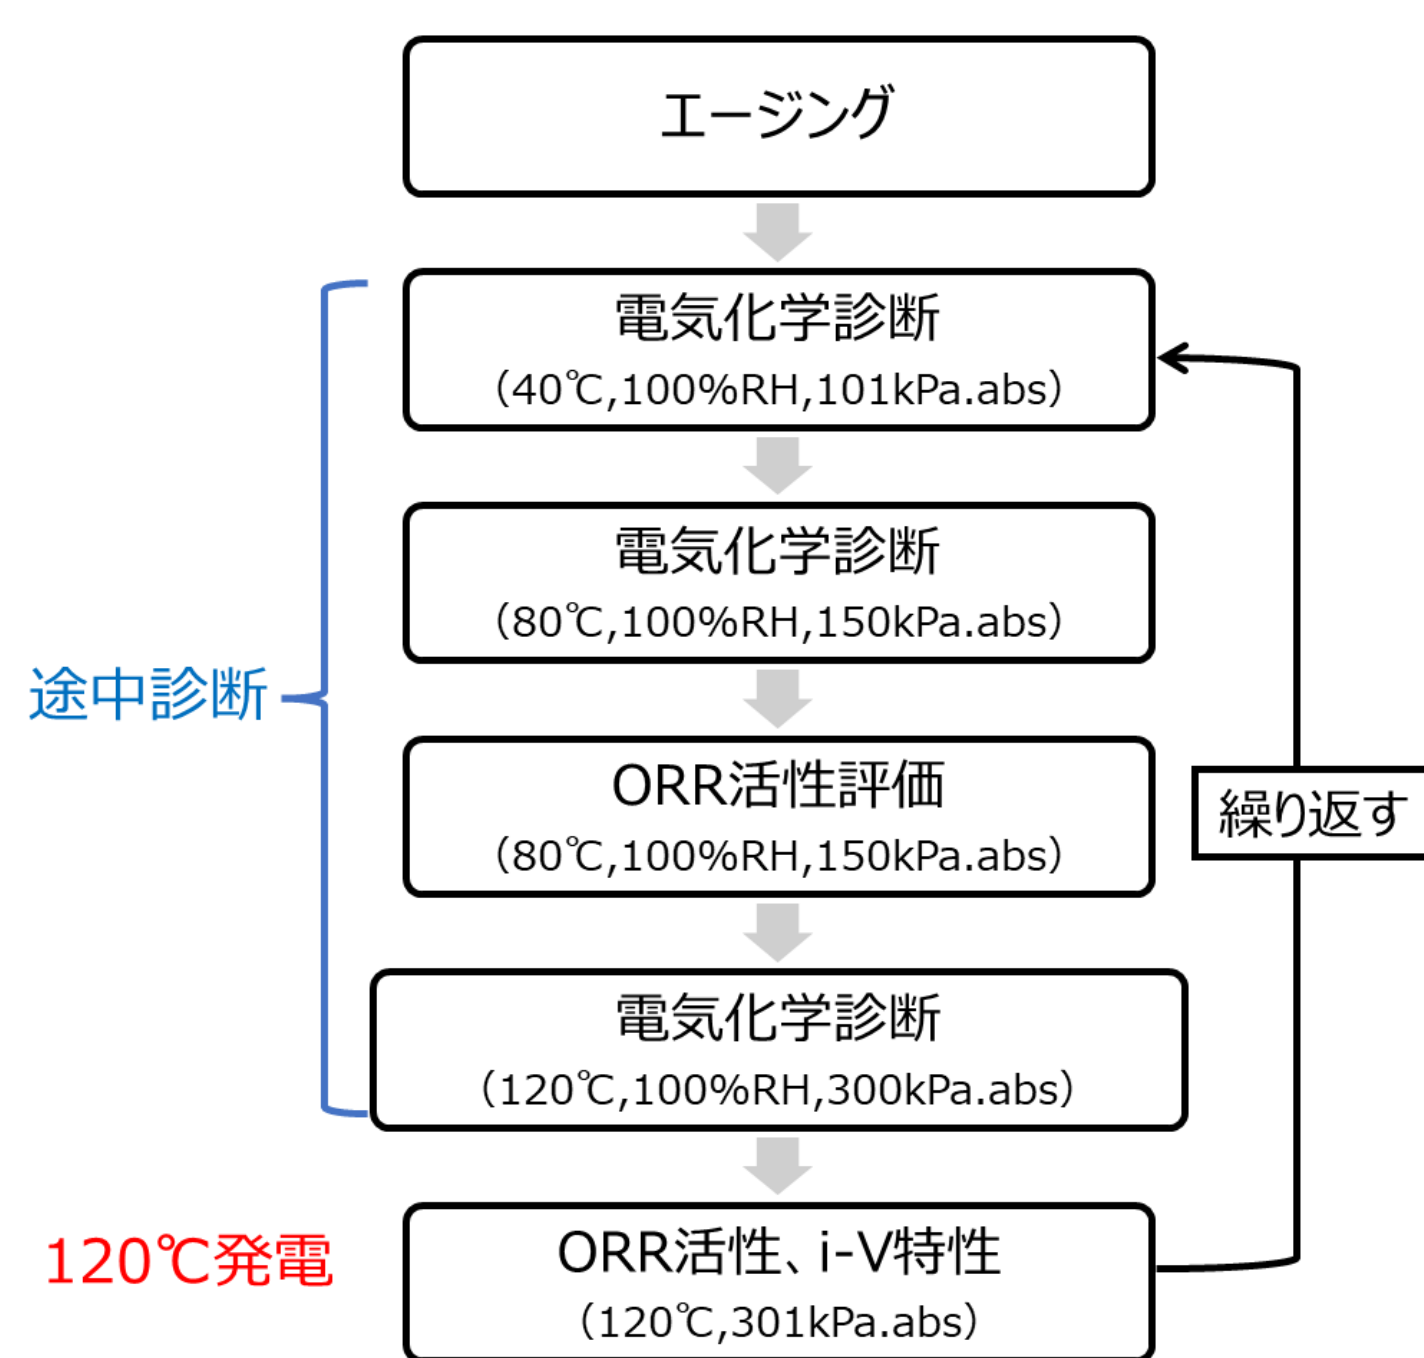 エージング
電気化学診断
(40℃,100%RH,101kPa.abs)
電気化学診断
(80℃,100%RH,150kPa.abs)
途中診断
ORR活性評価
(80℃,100%RH,150kPa.abs)
繰り返す
電気化学診断
(120℃,100%RH,300kPa.abs)
120℃発電
ORR活性、i-V特性
(120℃,301kPa.abs)